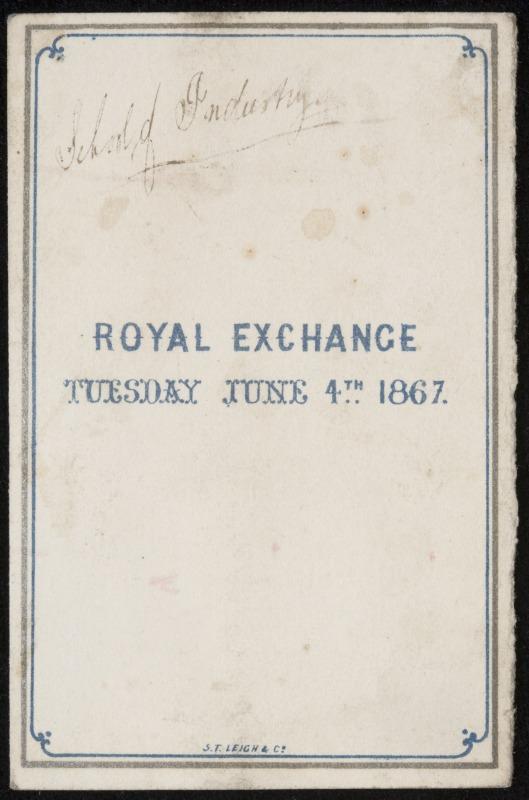 School of Industry
ROYAL EXCHANGE
TUESDAY JUNE 4TH 1867.
S.T. LEIGH & Co